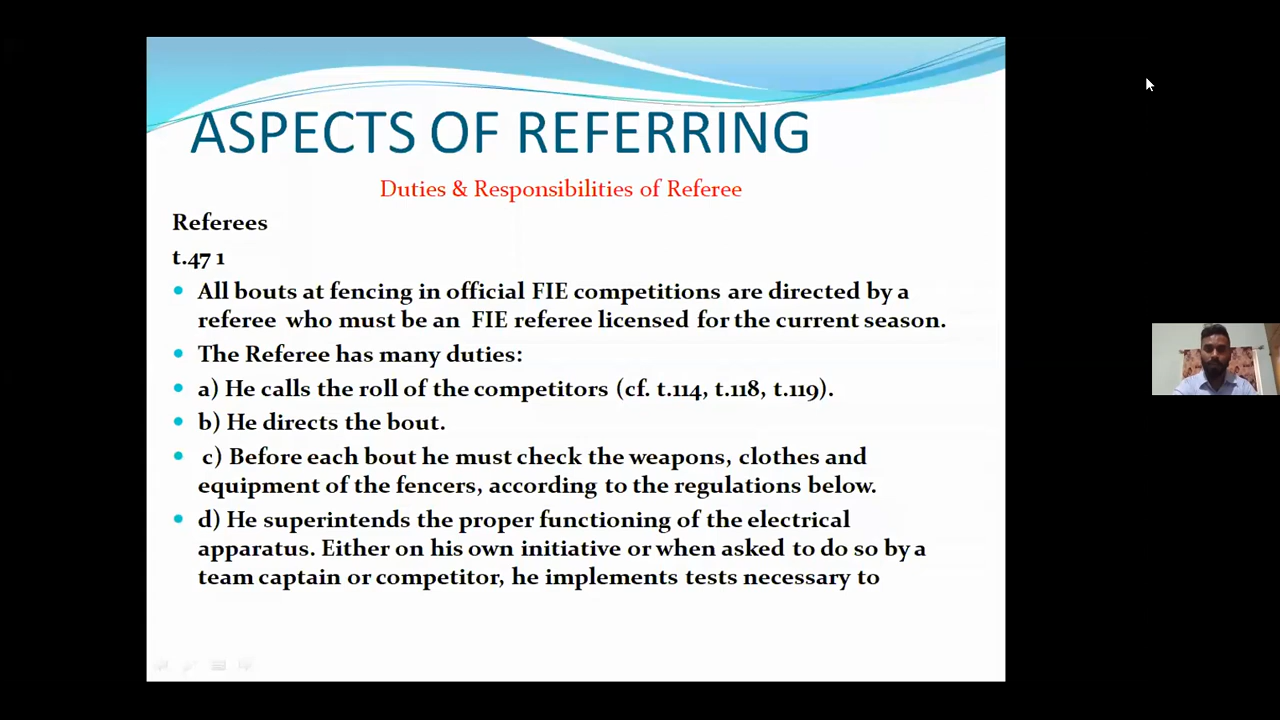 ASPECTS OF REFERRING
Duties & Responsibilities of Referee
Referees
t.47 1
All bouts at fencing in official FIE competitions are directed by a
referee who must be an FIE referee licensed for the current season.
The Referee has many duties:
a) He calls the roll of the competitors (cf. t.114, t.118, t.119).
b) He directs the bout.
c) Before each bout he must check the weapons, clothes and
equipment of the fencers, according to the regulations below.
d) He superintends the proper functioning of the electrical
apparatus. Either on his own initiative or when asked to do so by a
team captain or competitor, he implements tests necessary to